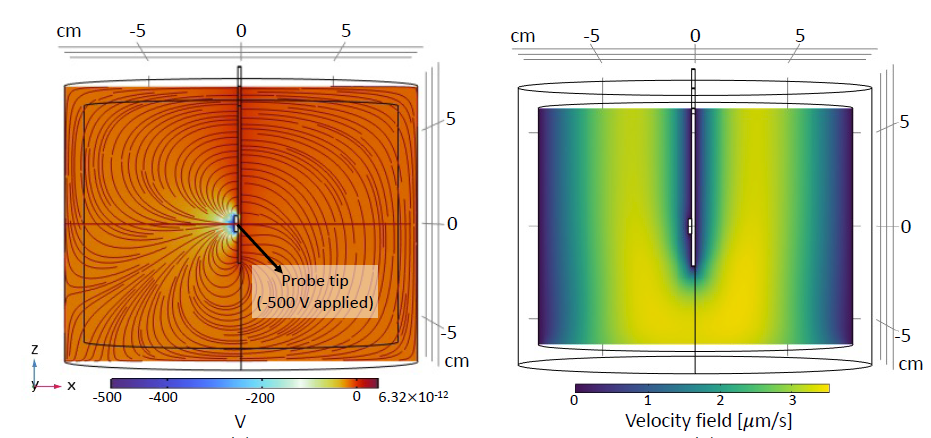 cm -5 0 5
5
0
Probe tip
(-500 V applied)
-5
cm
z
y x
-500 -400 -200 0 6.32×10⁻¹²
V
cm -5 0 5
5
0
-5
cm
0 1 2 3
Velocity field [μm/s]